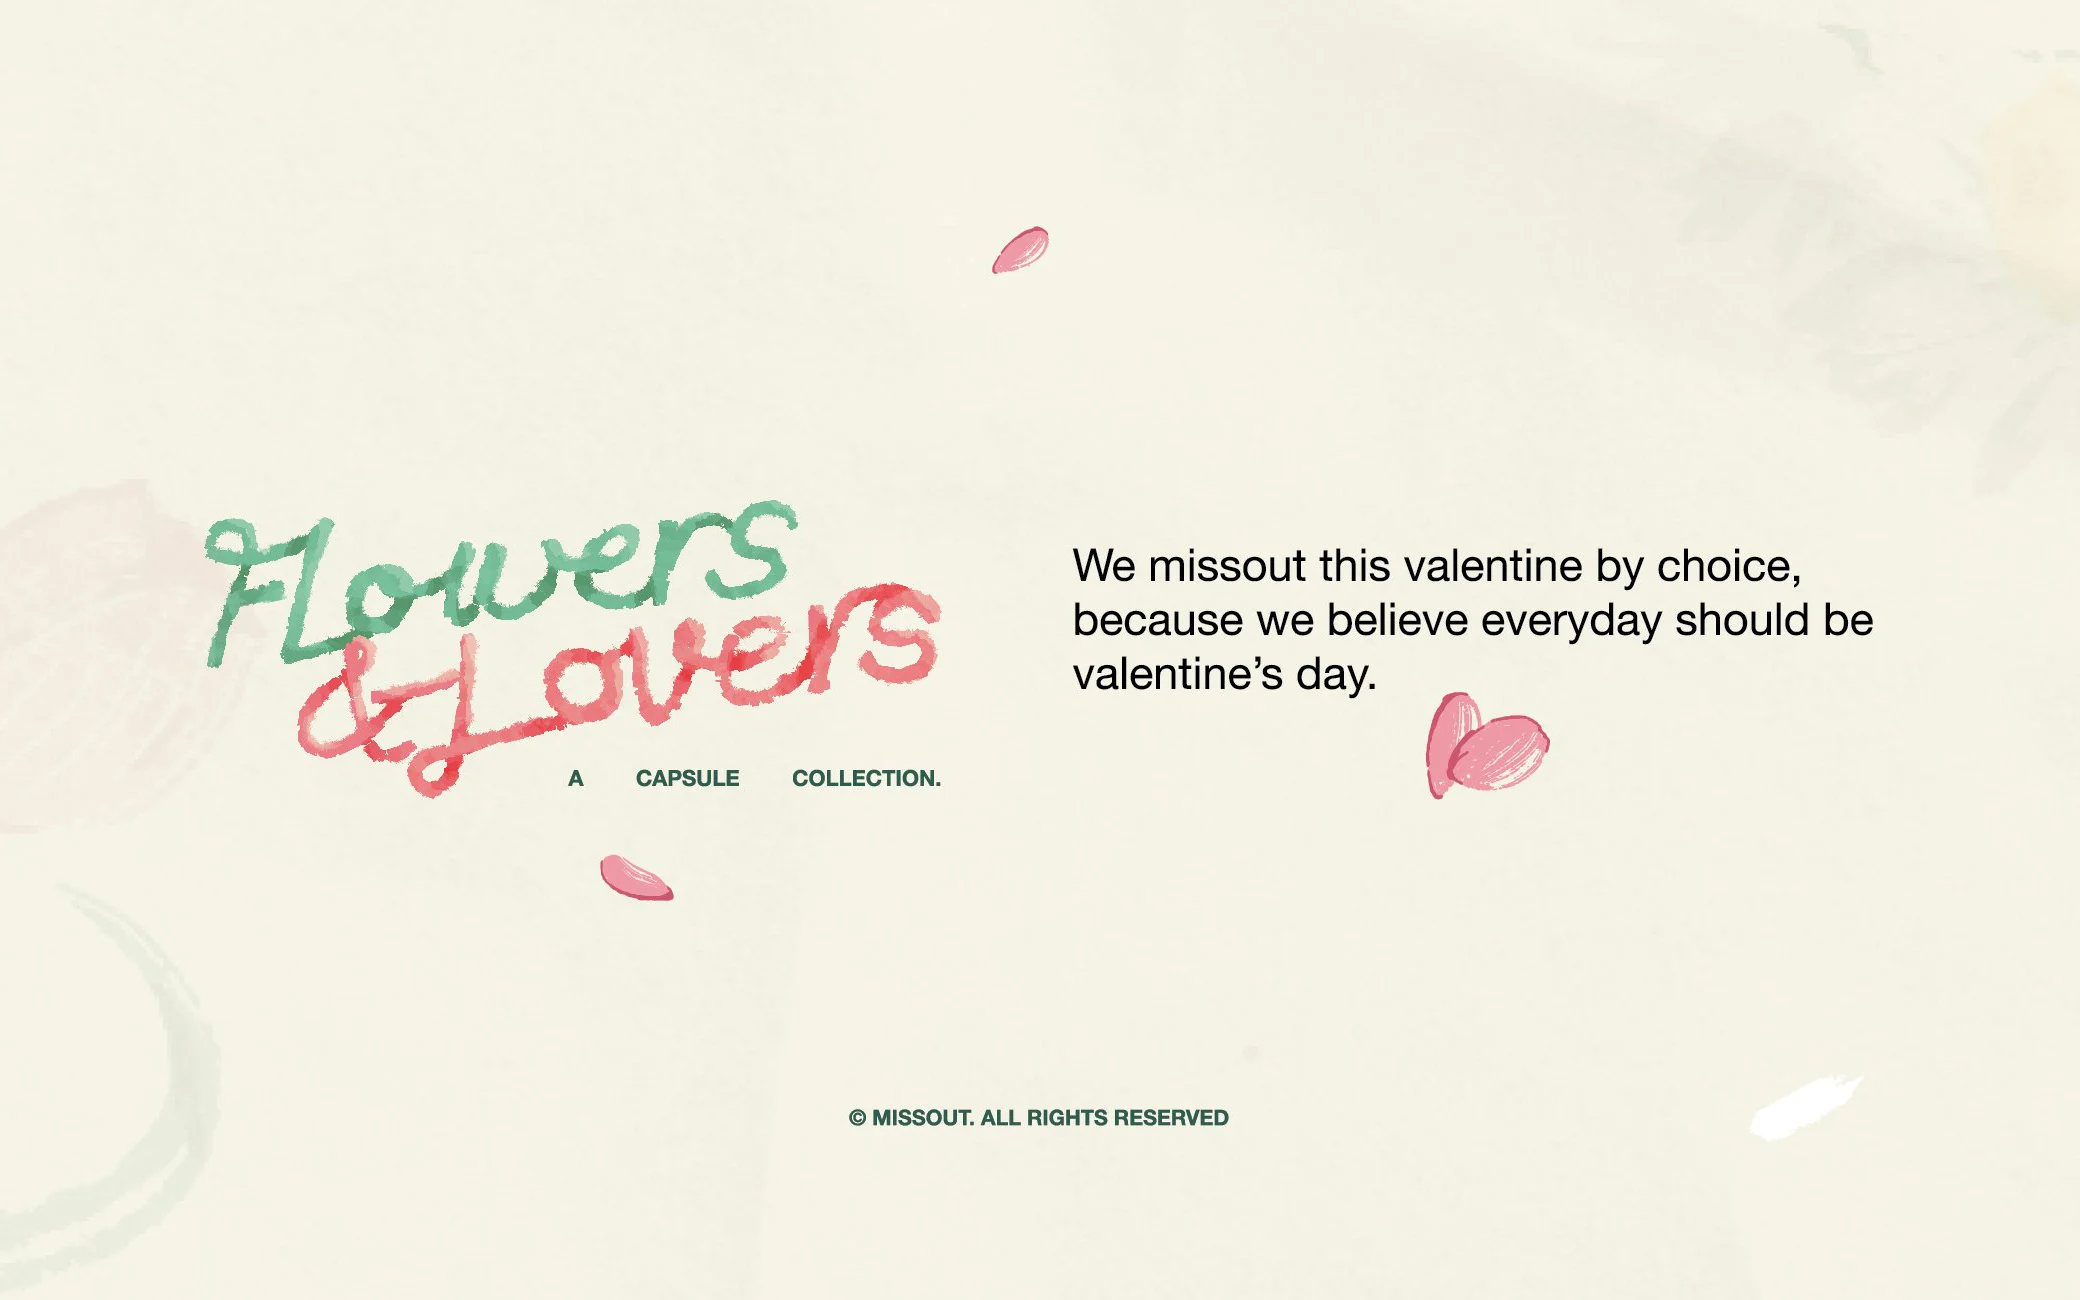 Flowers
& Lovers
A CAPSULE COLLECTION.
We missout this valentine by choice,
because we believe everyday should be
valentine’s day.
© MISSOUT. ALL RIGHTS RESERVED